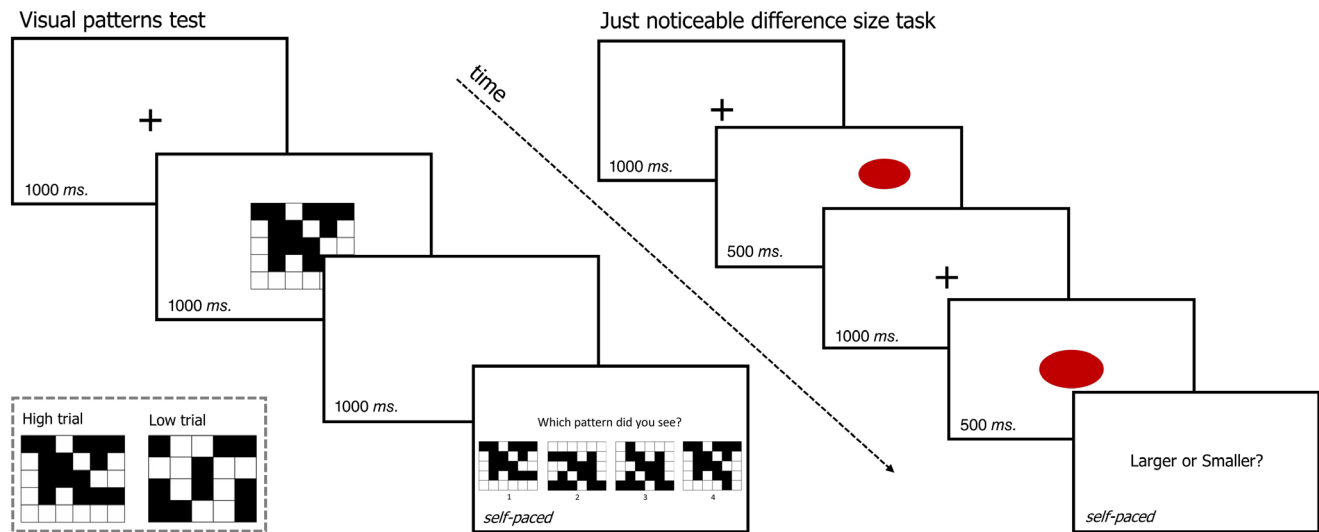 Visual patterns test
1000 ms.
1000 ms.
1000 ms.
Which pattern did you see?
1 2 3 4
self-paced
High trial Low trial
time
Just noticeable difference size task
1000 ms.
500 ms.
1000 ms.
500 ms.
Larger or Smaller?
self-paced